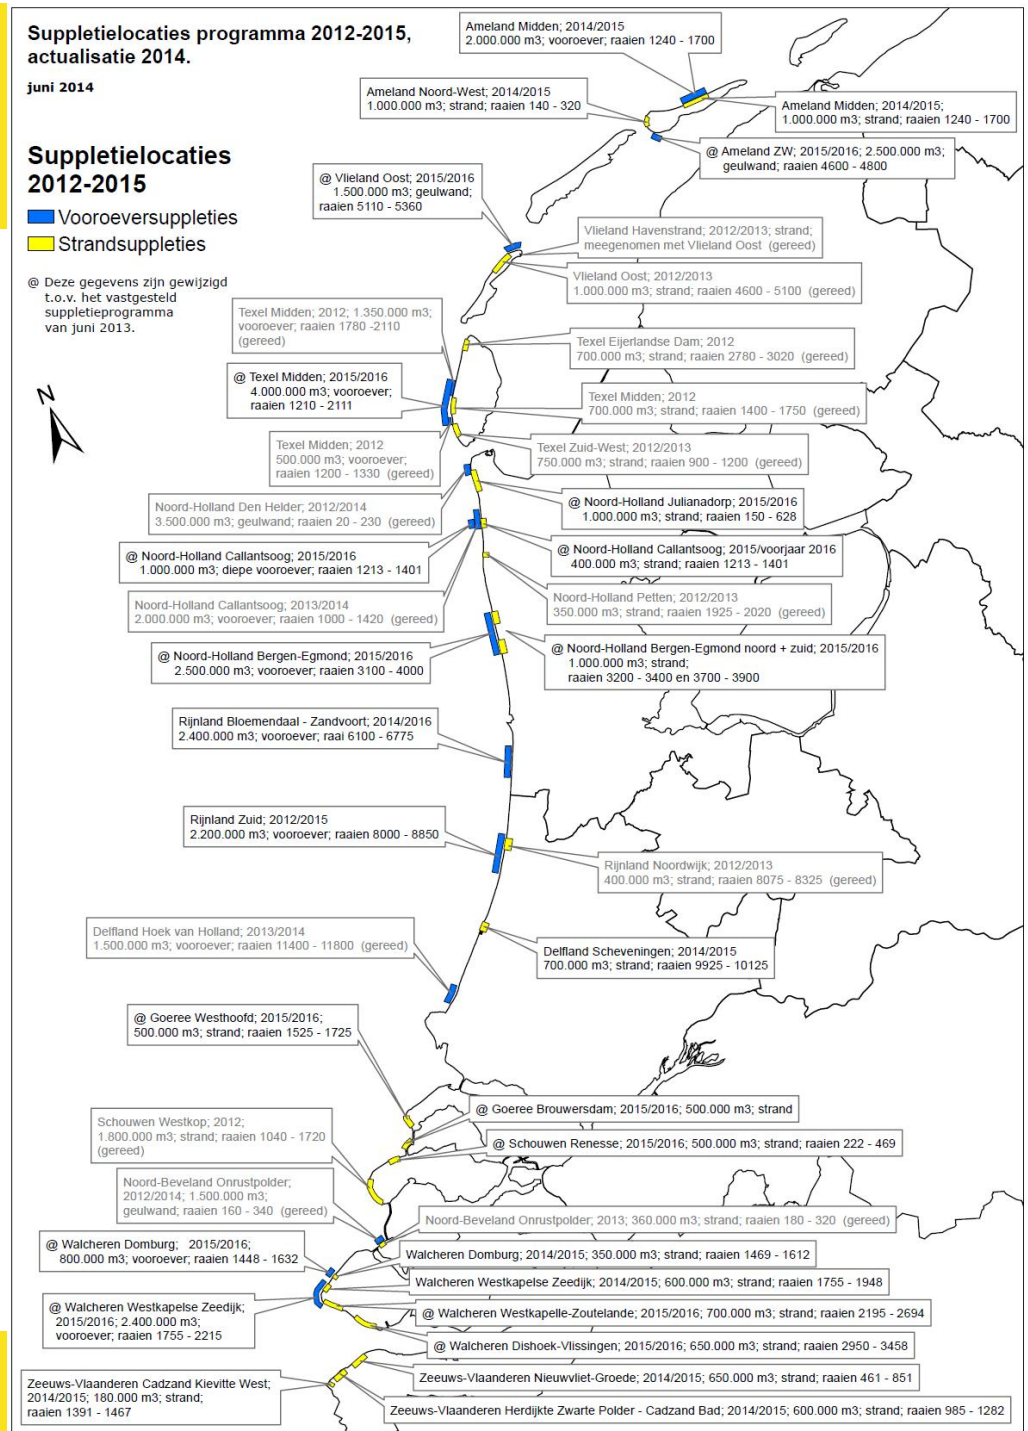 Suppletielocaties programma 2012-2015,
actualisatie 2014.
juni 2014
Suppletielocaties
2012-2015
Vooroeversuppleties
Strandsuppleties
@ Deze gegevens zijn gewijzigd
t.o.v. het vastgesteld
suppletieprogramma
van juni 2013.
N
Ameland Midden; 2014/2015
2.000.000 m3; vooroever; raaien 1240 - 1700
Ameland Noord-West; 2014/2015
1.000.000 m3; strand; raaien 140 - 320
Ameland Midden; 2014/2015;
1.000.000 m3; strand; raaien 1240 - 1700
@ Ameland ZW; 2015/2016; 2.500.000 m3;
geulwand; raaien 4600 - 4800
@ Vlieland Oost; 2015/2016
1.500.000 m3; geulwand;
raaien 5110 - 5360
Vlieland Havenstrand; 2012/2013; strand;
meegenomen met Vlieland Oost (gereed)
Vlieland Oost; 2012/2013
1.000.000 m3; strand; raaien 4600 - 5100 (gereed)
Texel Midden; 2012; 1.350.000 m3;
vooroever; raaien 1780 -2110
(gereed)
Texel Eijerlandse Dam; 2012
700.000 m3; strand; raaien 2780 - 3020 (gereed)
@ Texel Midden; 2015/2016
4.000.000 m3; vooroever;
raaien 1210 - 2111
Texel Midden; 2012
700.000 m3; strand; raaien 1400 - 1750 (gereed)
Texel Midden; 2012
500.000 m3; vooroever;
raaien 1200 - 1330 (gereed)
Texel Zuid-West; 2012/2013
750.000 m3; strand; raaien 900 - 1200 (gereed)
Noord-Holland Den Helder; 2012/2014
3.500.000 m3; geulwand; raaien 20 - 230 (gereed)
@ Noord-Holland Julianadorp; 2015/2016
1.000.000 m3; strand; raaien 150 - 628
@ Noord-Holland Callantsoog; 2015/2016
1.000.000 m3; diepe vooroever; raaien 1213 - 1401
@ Noord-Holland Callantsoog; 2015/voorjaar 2016
400.000 m3; strand; raaien 1213 - 1401
Noord-Holland Callantsoog; 2013/2014
2.000.000 m3; vooroever; raaien 1000 - 1420 (gereed)
Noord-Holland Petten; 2012/2013
350.000 m3; strand; raaien 1925 - 2020 (gereed)
@ Noord-Holland Bergen-Egmond; 2015/2016
2.500.000 m3; vooroever; raaien 3100 - 4000
@ Noord-Holland Bergen-Egmond noord + zuid; 2015/2016
1.000.000 m3; strand;
raaien 3200 - 3400 en 3700 - 3900
Rijnland Bloemendaal - Zandvoort; 2014/2016
2.400.000 m3; vooroever; raai 6100 - 6775
Rijnland Zuid; 2012/2015
2.200.000 m3; vooroever; raaien 8000 - 8850
Rijnland Noordwijk; 2012/2013
400.000 m3; strand; raaien 8075 - 8325 (gereed)
Delfland Hoek van Holland; 2013/2014
1.500.000 m3; vooroever; raaien 11400 - 11800 (gereed)
Delfland Scheveningen; 2014/2015
700.000 m3; strand; raaien 9925 - 10125
@ Goeree Westhoofd; 2015/2016;
500.000 m3; strand; raaien 1525 - 1725
@ Goeree Brouwersdam; 2015/2016; 500.000 m3; strand
Schouwen Westkop; 2012;
1.800.000 m3; strand; raaien 1040 - 1720
(gereed)
@ Schouwen Renesse; 2015/2016; 500.000 m3; strand; raaien 222 - 469
Noord-Beveland Onrustpolder;
2012/2014; 1.500.000 m3;
geulwand; raaien 160 - 340 (gereed)
Noord-Beveland Onrustpolder; 2013; 360.000 m3; strand; raaien 180 - 320 (gereed)
@ Walcheren Domburg; 2015/2016;
800.000 m3; vooroever; raaien 1448 - 1632
Walcheren Domburg; 2014/2015; 350.000 m3; strand; raaien 1469 - 1612
Walcheren Westkapelse Zeedijk; 2014/2015; 600.000 m3; strand; raaien 1755 - 1948
@ Walcheren Westkapelse Zeedijk;
2015/2016; 2.400.000 m3;
vooroever; raaien 1755 - 2215
@ Walcheren Westkapelle-Zoutelande; 2015/2016; 700.000 m3; strand; raaien 2195 - 2694
@ Walcheren Dishoek-Vlissingen; 2015/2016; 650.000 m3; strand; raaien 2950 - 3458
Zeeuws-Vlaanderen Cadzand Kievitte West;
2014/2015; 180.000 m3; strand;
raaien 1391 - 1467
Zeeuws-Vlaanderen Nieuwvliet-Groede; 2014/2015; 650.000 m3; strand; raaien 461 - 851
Zeeuws-Vlaanderen Herdijkte Zwarte Polder - Cadzand Bad; 2014/2015; 600.000 m3; strand; raaien 985 - 1282